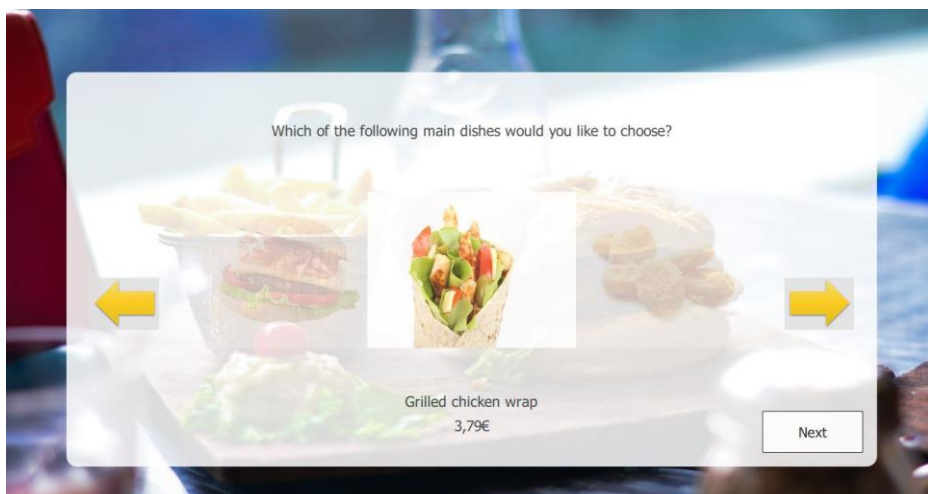 Which of the following main dishes would you like to choose?
Grilled chicken wrap
3,79€
Next